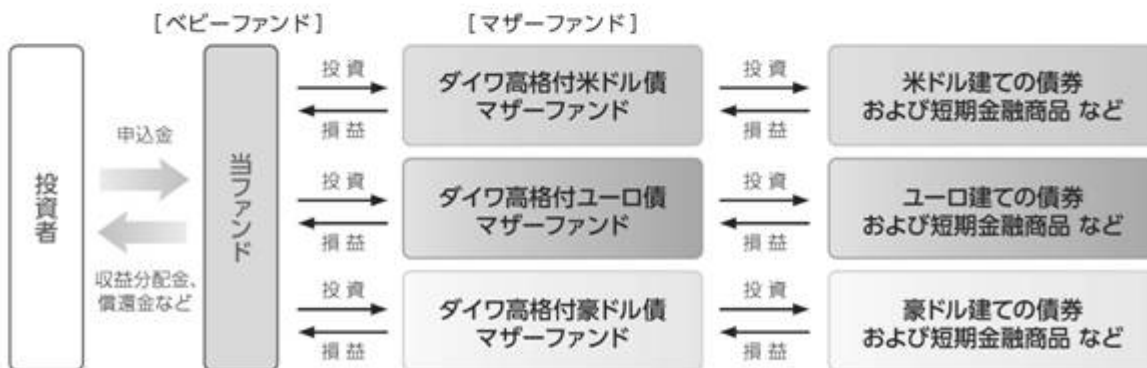 [ベビーファンド]
[マザーファンド]
投資者
申込金
収益分配金、
償還金など
当ファンド
投資
損益
ダイワ高格付米ドル債
マザーファンド
投資
損益
米ドル建ての債券
および短期金融商品 など
投資
損益
ダイワ高格付ユーロ債
マザーファンド
投資
損益
ユーロ建ての債券
および短期金融商品 など
投資
損益
ダイワ高格付豪ドル債
マザーファンド
投資
損益
豪ドル建ての債券
および短期金融商品 など